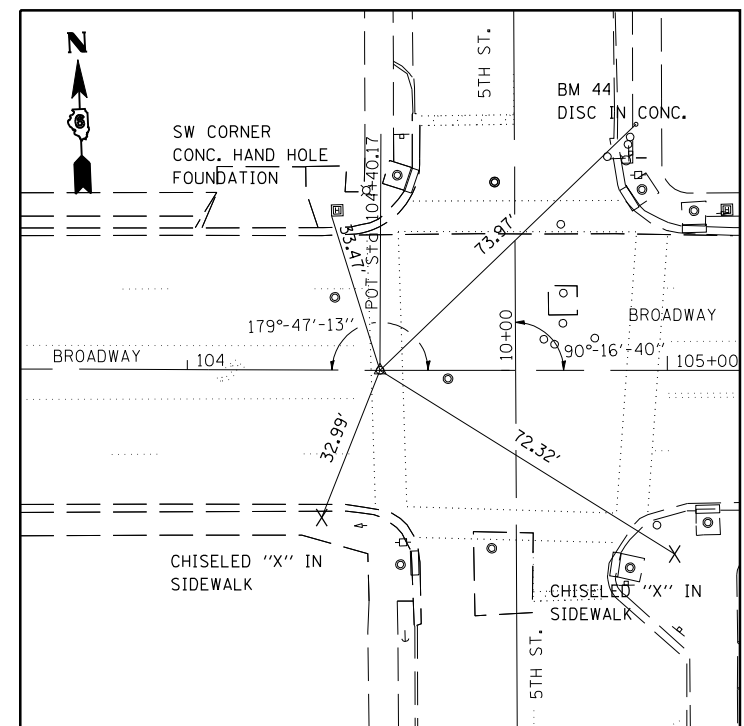 N
6
5TH ST.
BM 44
DISC IN CONC.
SW CORNER
CONC. HAND HOLE
FOUNDATION
POT Sta 104+40.17
33.47'
73.97'
179°-47'-13"
BROADWAY
104
10+00
90°-16'-40"
BROADWAY
105+00
32.99'
72.32'
CHISELED "X" IN
SIDEWALK
CHISELED "X" IN
SIDEWALK
5TH ST.